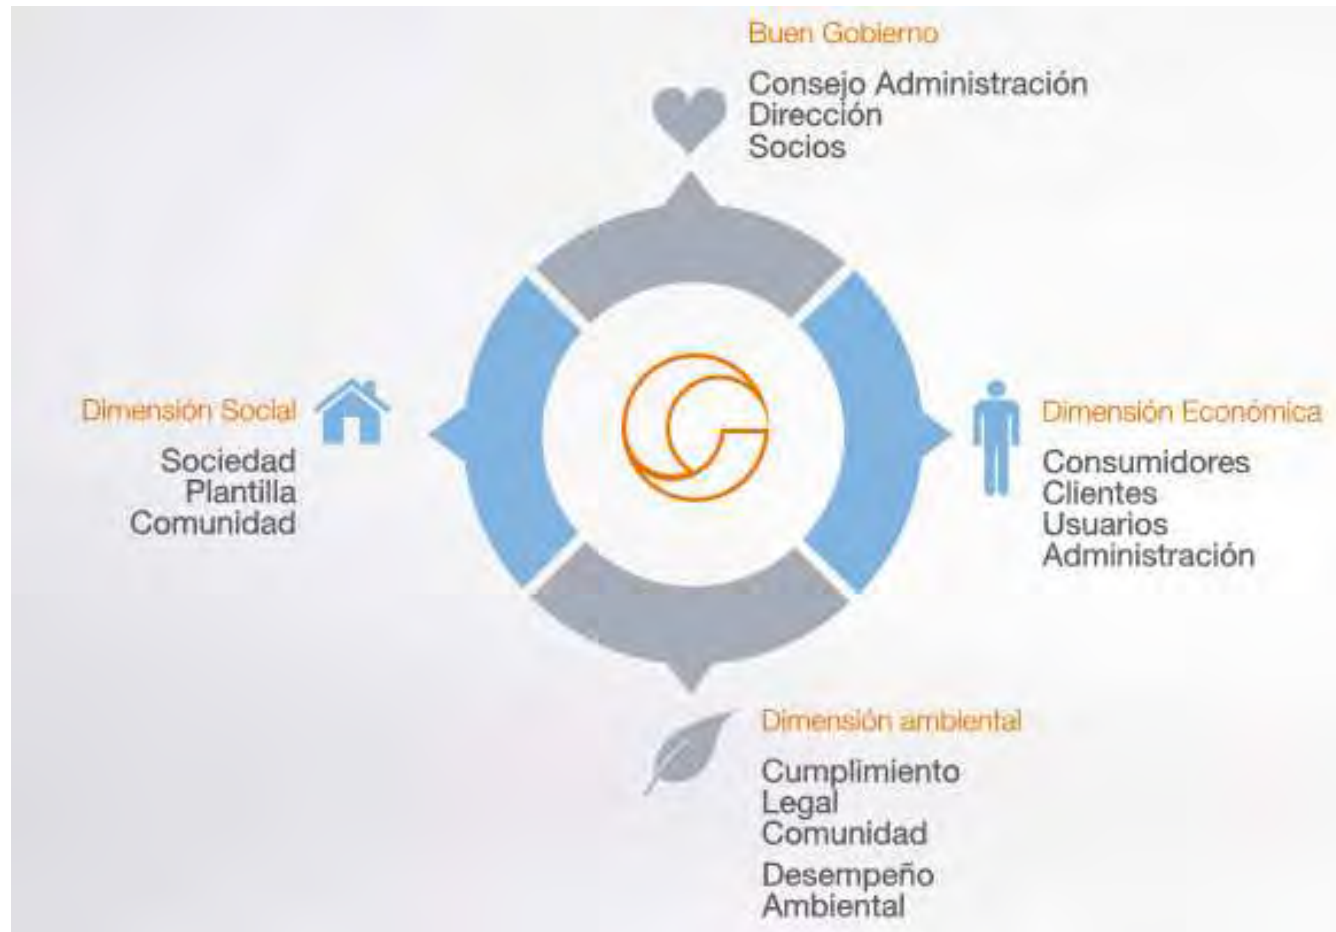 Buen Gobierno
Consejo Administración
Dirección
Socios
Dimensión Social
Sociedad
Plantilla
Comunidad
Dimensión Económica
Consumidores
Clientes
Usuarios
Administración
Dimensión ambiental
Cumplimiento
Legal
Comunidad
Desempeño
Ambiental